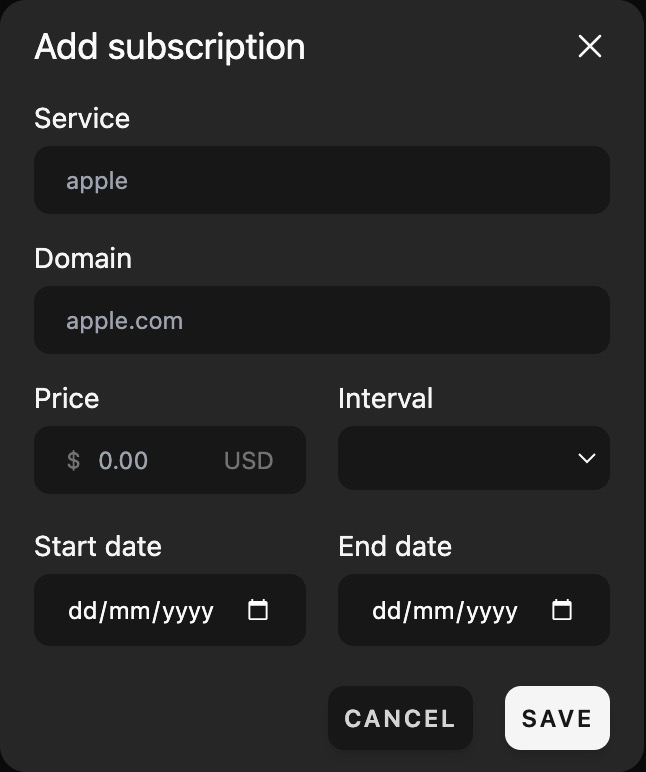 Add subscription
Service
apple
Domain
apple.com
Price Interval
$ 0.00 USD
Start date End date
dd/mm/yyyy dd/mm/yyyy
CANCEL SAVE